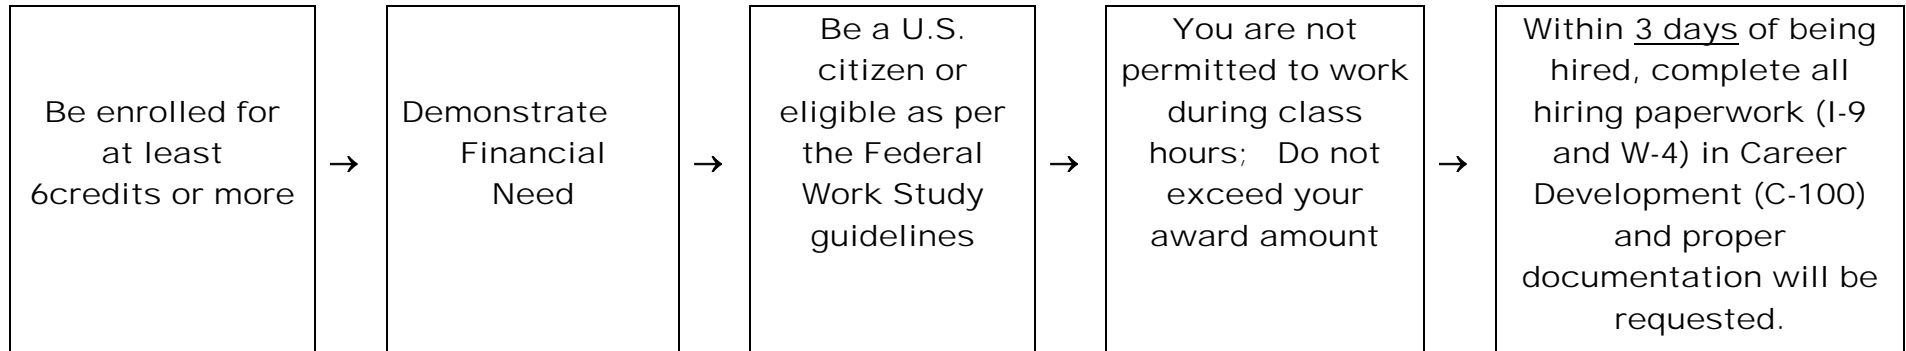 Be enrolled for
at least
6credits or more
→
Demonstrate
Financial
Need
→
Be a U.S.
citizen or
eligible as per
the Federal
Work Study
guidelines
→
You are not
permitted to work
during class
hours;   Do not
exceed your
award amount
→
Within 3 days of being
hired, complete all
hiring paperwork (I-9
and W-4) in Career
Development (C-100)
and proper
documentation will be
requested.